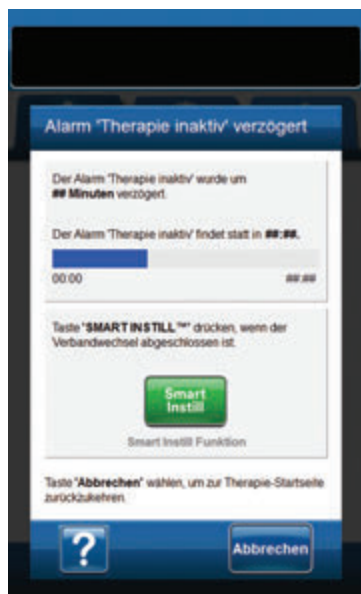 Alarm 'Therapie inaktiv' verzögert
Der Alarm 'Therapie inaktiv' wurde um
## Minuten verzögert.
Der Alarm 'Therapie inaktiv' findet statt in ##:##.
00:00 ##:##
Taste "SMART INSTILL™" drücken, wenn der
Verbandwechsel abgeschlossen ist.
Smart
Instill
Smart Instill Funktion
Taste "Abbrechen" wählen, um zur Therapie-Startseite
zurückzukehren.
?
Abbrechen